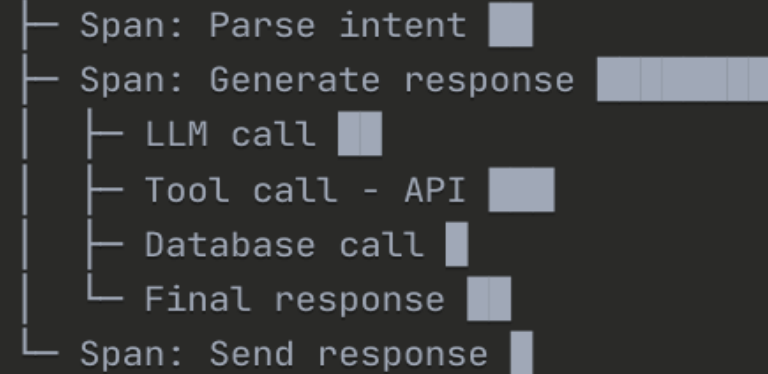 ├─ Span: Parse intent ██
├─ Span: Generate response ████████
│  ├─ LLM call ██
│  ├─ Tool call - API ███
│  ├─ Database call █
│  └─ Final response ██
└─ Span: Send response █